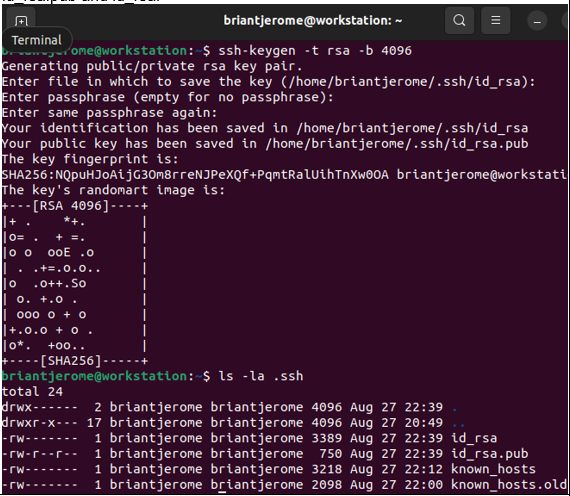 briantjerome@workstation: ~
Terminal
briantjerome@workstation:~$ ssh-keygen -t rsa -b 4096
Generating public/private rsa key pair.
Enter file in which to save the key (/home/briantjerome/.ssh/id_rsa):
Enter passphrase (empty for no passphrase):
Enter same passphrase again:
Your identification has been saved in /home/briantjerome/.ssh/id_rsa
Your public key has been saved in /home/briantjerome/.ssh/id_rsa.pub
The key fingerprint is:
SHA256:NQpuHJoAijG3Om8rreNJPeXQf+PqmtRalUihTnXw0OA briantjerome@workstati
The key's randomart image is:
+---[RSA 4096]----+
|+ .    *+.       |
|o= .  + =.       |
|o o  ooE .o      |
| . .+=.o.o..     |
|o  .o++.So       |
| o. +.o .        |
| ooo o + o       |
|+.o.o + o .      |
|o*.  +oo..       |
+----[SHA256]-----+
briantjerome@workstation:~$ ls -la .ssh
total 24
drwx------  2 briantjerome briantjerome 4096 Aug 27 22:39 .
drwxr-x--- 17 briantjerome briantjerome 4096 Aug 27 20:49 ..
-rw-------  1 briantjerome briantjerome 3389 Aug 27 22:39 id_rsa
-rw-r--r--  1 briantjerome briantjerome  750 Aug 27 22:39 id_rsa.pub
-rw-------  1 briantjerome briantjerome 3218 Aug 27 22:12 known_hosts
-rw-------  1 briantjerome briantjerome 2098 Aug 27 22:00 known_hosts.old